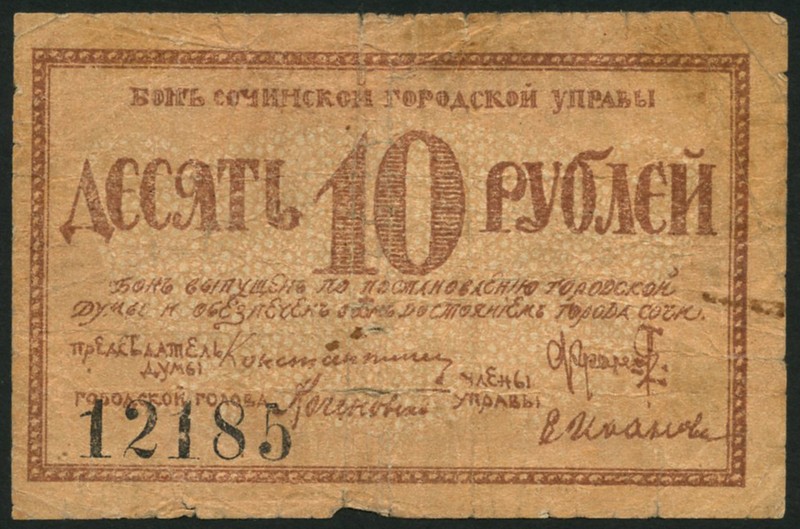 БОНЪ СОЧИНСКОЙ ГОРОДСКОЙ УПРАВЫ
ДЕСЯТЬ 10 РУБЛЕЙ
БОНЪ ВЫПУЩЕНЪ ПО ПОСТАНОВЛЕНІЮ ГОРОДСКОЙ
ДУМЫ И ОБЕЗПЕЧЕНЪ ДОСТОЯНІЕМЪ ГОРОДА СОЧИ.
ПРЕДСѢДАТЕЛЬ
ДУМЫ
ГОРОДСКОЙ ГОЛОВА
ЧЛЕНЫ
УПРАВЫ
Е Иванов
12185